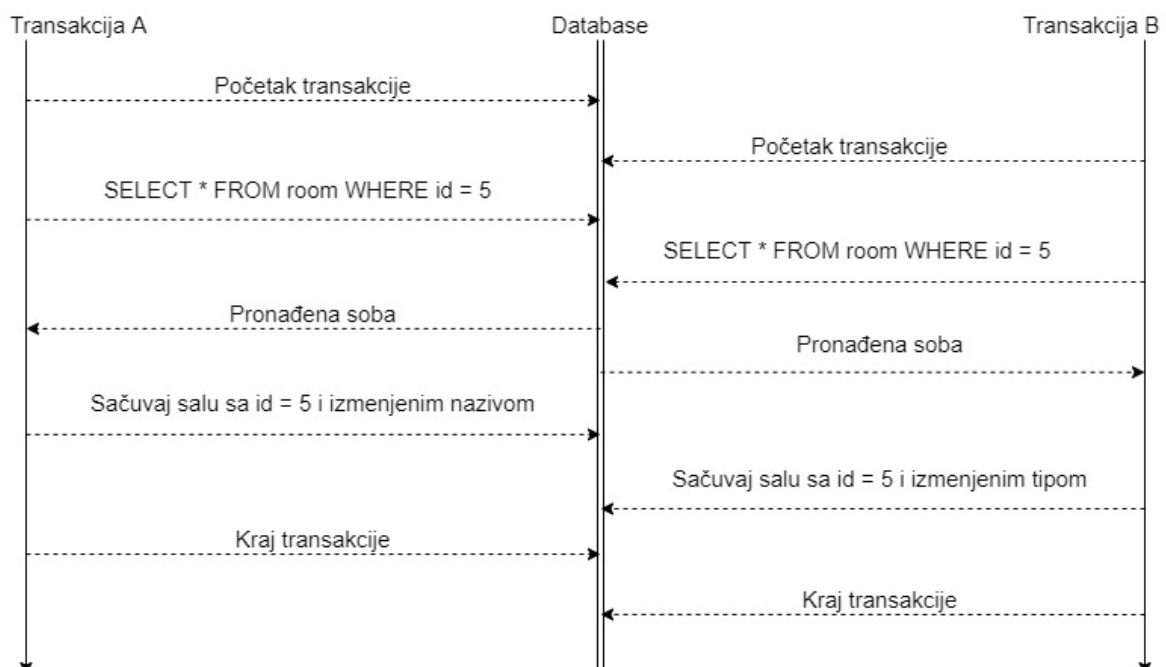 Transakcija A
Database
Transakcija B
Početak transakcije
Početak transakcije
SELECT * FROM room WHERE id = 5
SELECT * FROM room WHERE id = 5
Pronađena soba
Pronađena soba
Sačuvaj salu sa id = 5 i izmenjenim nazivom
Sačuvaj salu sa id = 5 i izmenjenim tipom
Kraj transakcije
Kraj transakcije